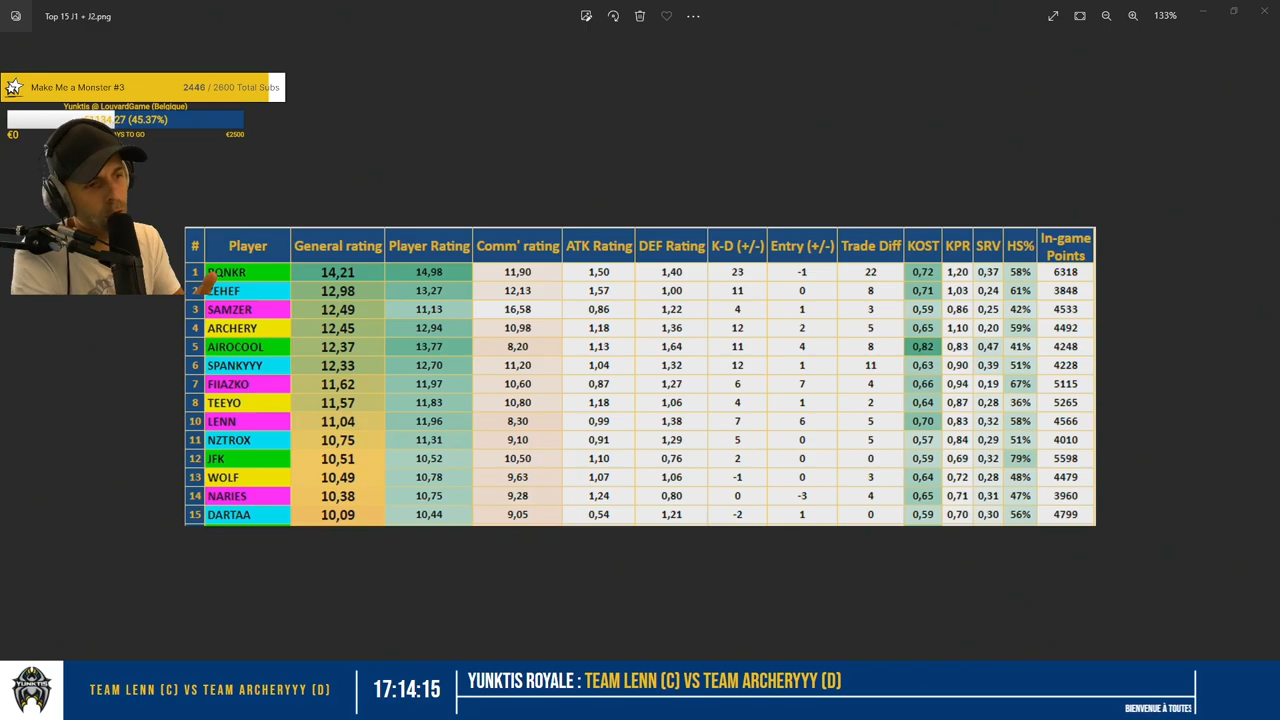 Top 15 J1 + J2.png
133%
Make Me a Monster #3 2446 / 2600 Total Subs
Yunktis @ LouvardGame (Belgique)
27 (45.37%)
€0 TO GO €2500
# Player General rating Player Rating Comm' rating ATK Rating DEF Rating K-D (+/-) Entry (+/-) Trade Diff KOST KPR SRV HS% In-game Points
1 14,21 14,98 11,90 1,50 1,40 23 -1 22 0,72 1,20 0,37 58% 6318
2 ZEHEF 12,98 13,27 12,13 1,57 1,00 11 0 8 0,71 1,03 0,24 61% 3848
3 SAMZER 12,49 11,13 16,58 0,86 1,22 4 1 3 0,59 0,86 0,25 42% 4533
4 ARCHERY 12,45 12,94 10,98 1,18 1,36 12 2 5 0,65 1,10 0,20 59% 4492
5 AIROCOOL 12,37 13,77 8,20 1,13 1,64 11 4 8 0,82 0,83 0,47 41% 4248
6 SPANKYYY 12,33 12,70 11,20 1,04 1,32 12 1 11 0,63 0,90 0,39 51% 4228
7 FIIAZKO 11,62 11,97 10,60 0,87 1,27 6 7 4 0,66 0,94 0,19 67% 5115
8 TEEYO 11,57 11,83 10,80 1,18 1,06 4 1 2 0,64 0,87 0,28 36% 5265
10 LENN 11,04 11,96 8,30 0,99 1,38 7 6 5 0,70 0,83 0,32 58% 4566
11 NZTROX 10,75 11,31 9,10 0,91 1,29 5 0 5 0,57 0,84 0,29 51% 4010
12 JFK 10,51 10,52 10,50 1,10 0,76 2 0 0 0,59 0,69 0,32 79% 5598
13 WOLF 10,49 10,78 9,63 1,07 1,06 -1 0 3 0,64 0,72 0,28 48% 4479
14 NARIES 10,38 10,75 9,28 1,24 0,80 0 -3 4 0,65 0,71 0,31 47% 3960
15 DARTAA 10,09 10,44 9,05 0,54 1,21 -2 1 0 0,59 0,70 0,30 56% 4799
YUNKTIS
TEAM LENN (C) VS TEAM ARCHERYYY (D)
17:14:15
YUNKTIS ROYALE : TEAM LENN (C) VS TEAM ARCHERYYY (D)
BIENVENUE À TOUTES